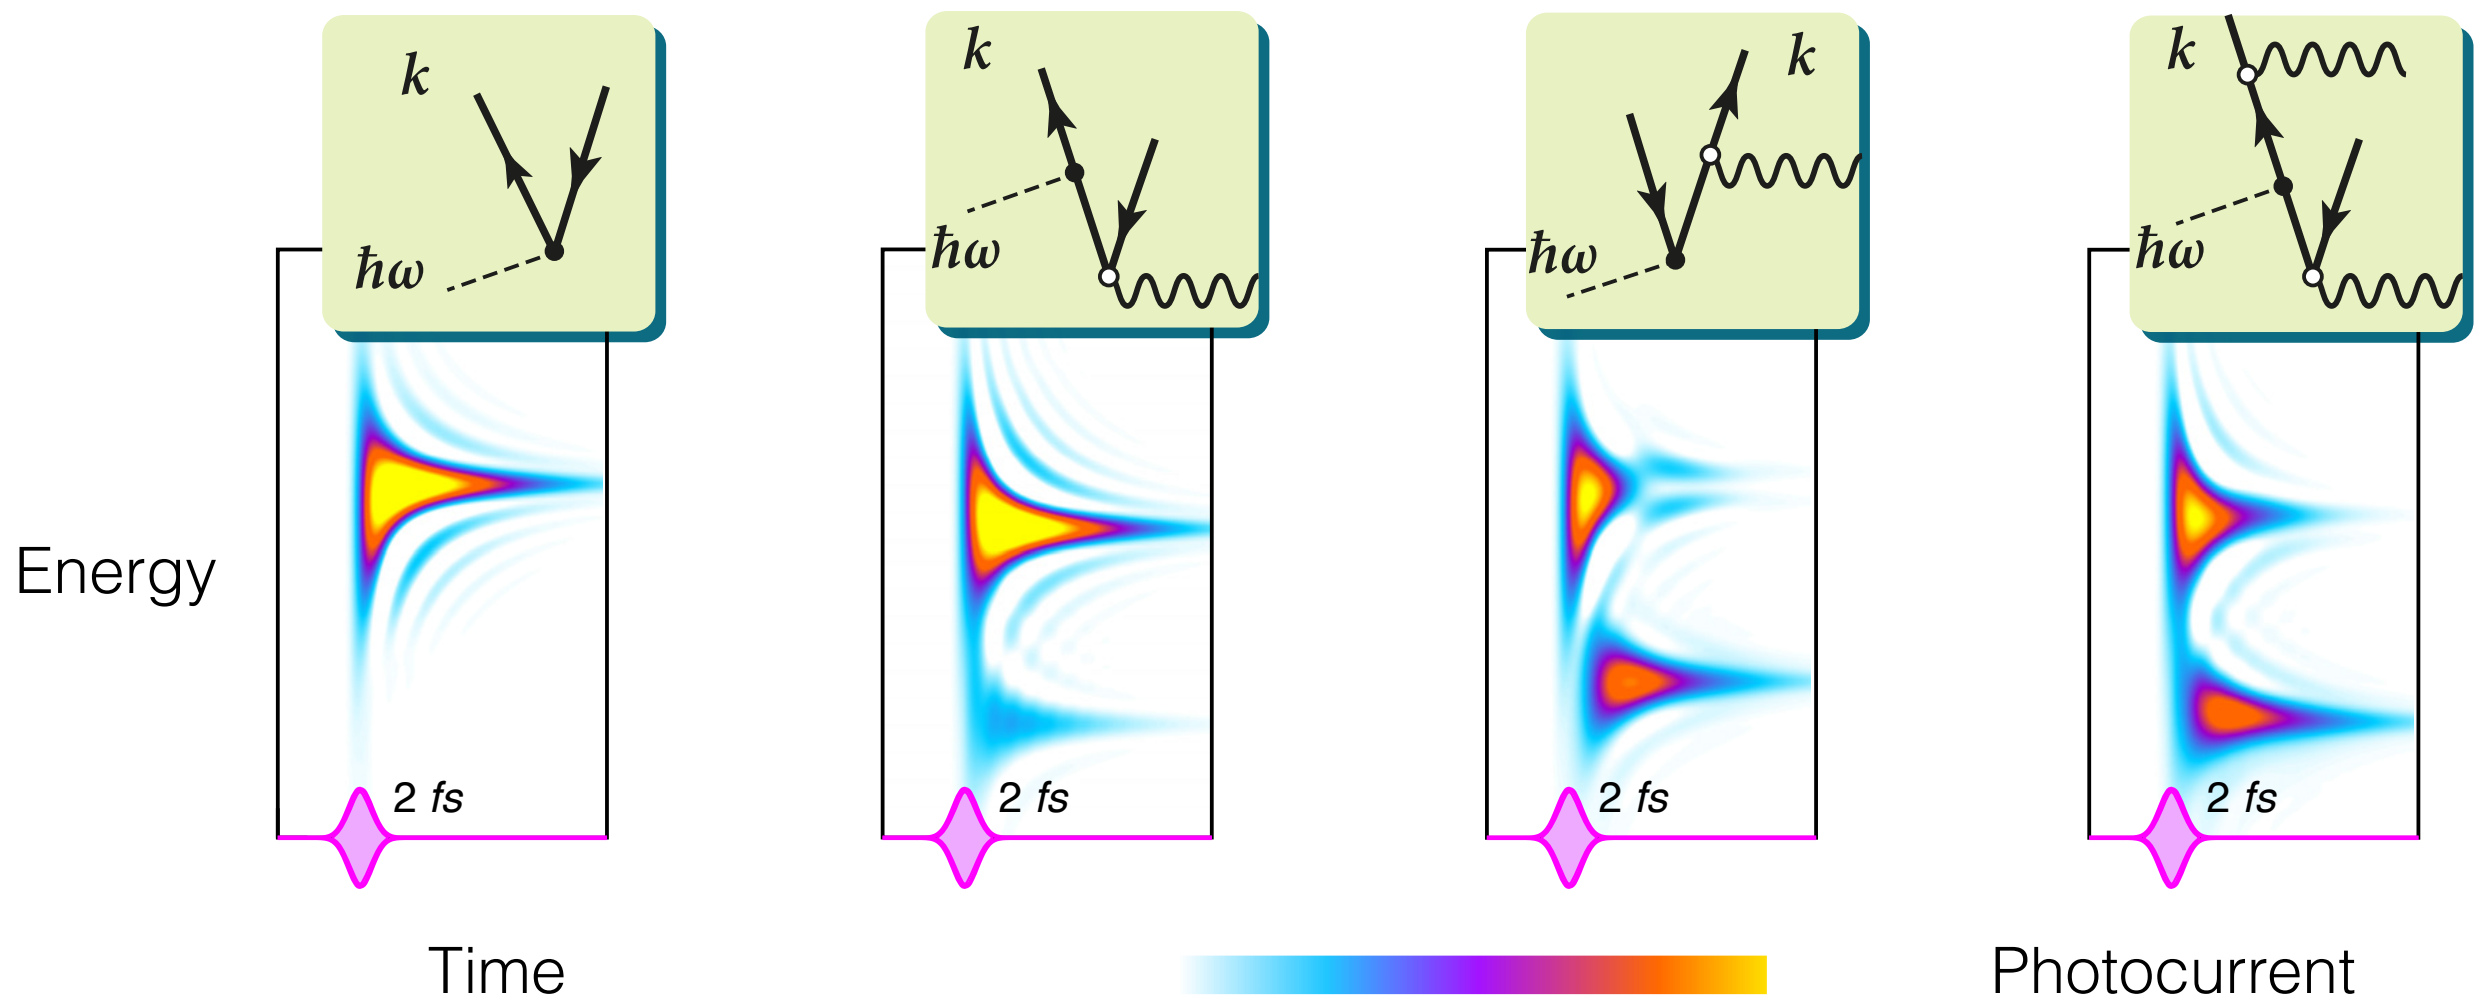 k
ħω
k
ħω
k
ħω
k
ħω
Energy
2 fs
2 fs
2 fs
2 fs
Time
Photocurrent